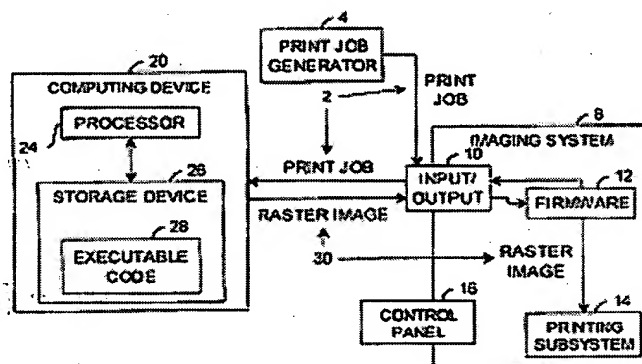 4
PRINT JOB
GENERATOR
20
COMPUTING DEVICE
24
PROCESSOR
2
PRINT
JOB
8
IMAGING SYSTEM
26
STORAGE DEVICE
PRINT JOB
10
INPUT/
OUTPUT
12
FIRMWARE
28
EXECUTABLE
CODE
RASTER IMAGE
30
RASTER
IMAGE
16
CONTROL
PANEL
14
PRINTING
SUBSYSTEM